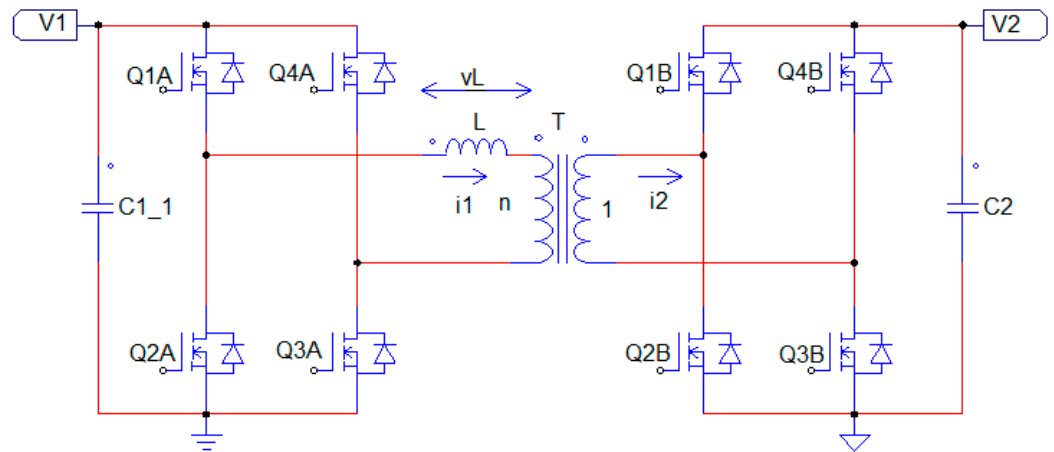 V1
V2
Q1A
Q4A
vL
Q1B
Q4B
L
T
C1_1
i1
n
1
i2
C2
Q2A
Q3A
Q2B
Q3B